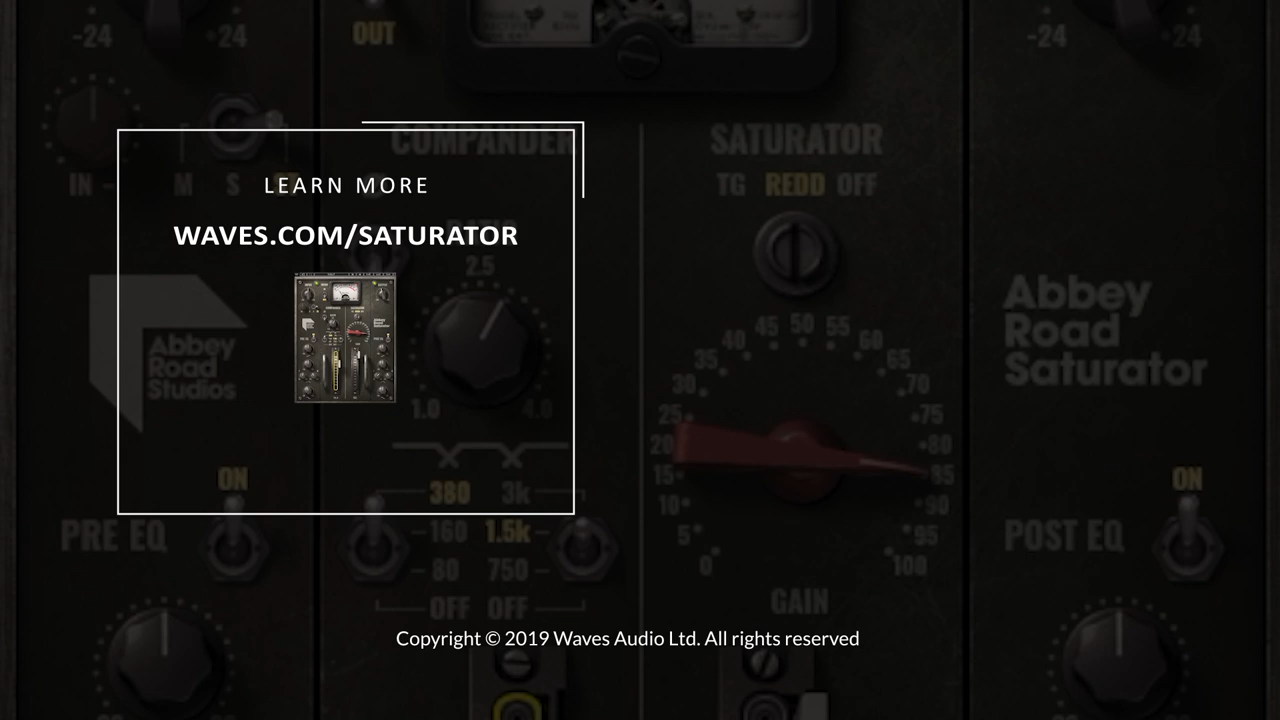 -24
+24
OUT
-24
+24
COMPANDER
SATURATOR
IN
M
S
TG REDD OFF
LEARN MORE
WAVES.COM/SATURATOR
RATIO
2.5
1.0
4.0
Abbey
Road
Studios
0
5
10
15
20
25
30
35
40
45
50
55
60
65
70
75
80
85
90
95
100
Abbey
Road
Saturator
ON
380 3k
160 1.5k
80 750
OFF OFF
PRE EQ
GAIN
ON
POST EQ
Copyright © 2019 Waves Audio Ltd. All rights reserved